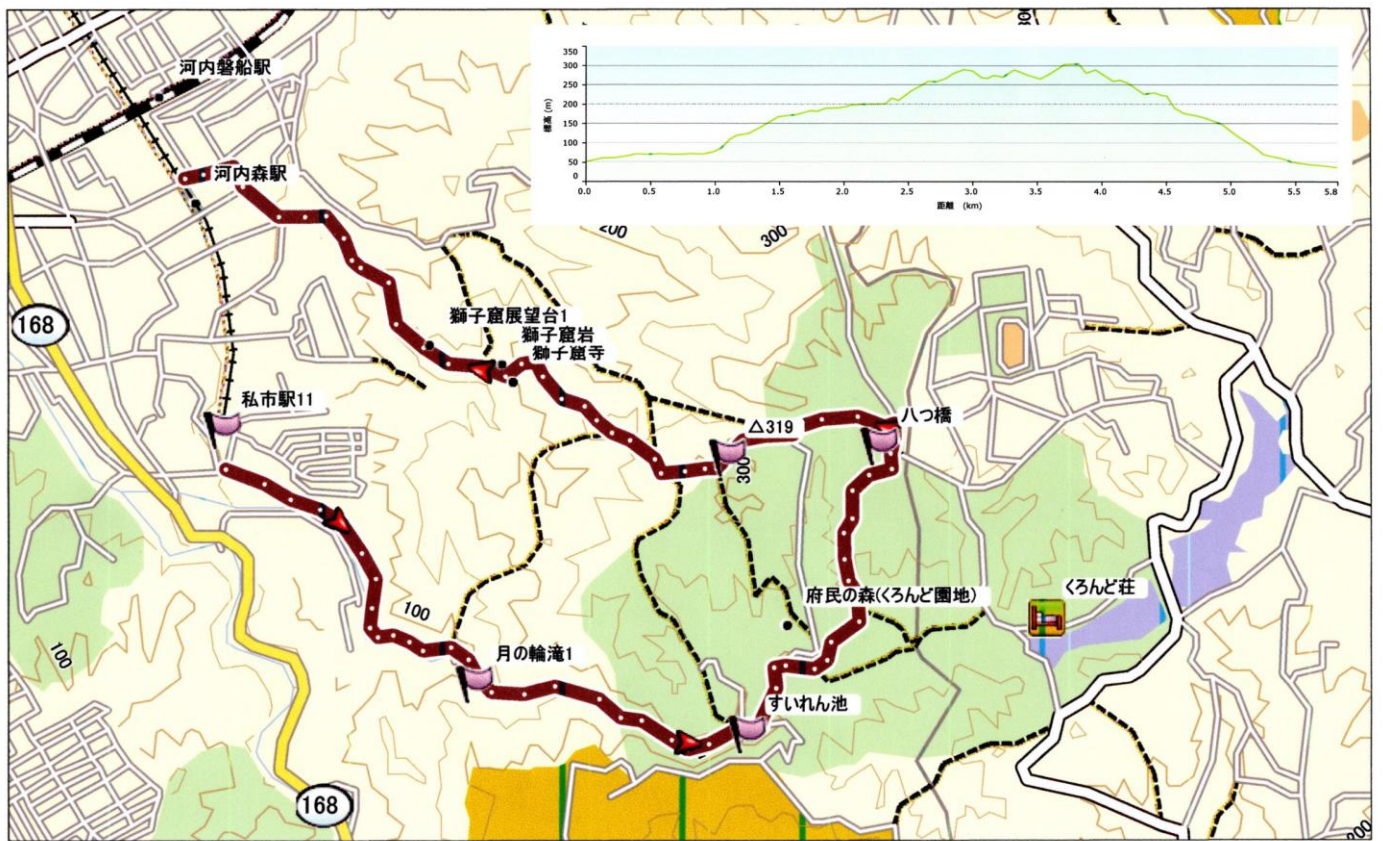 河内磐船駅
河内森駅
350
300
250
200
150
100
50
0
標高 (m)
0.0 0.5 1.0 1.5 2.0 2.5 3.0 3.5 4.0 4.5 5.0 5.5 5.8
距離 (km)
300
200
300
168
獅子窟展望台1
獅子窟岩
獅子窟寺
私市駅11
△319
八つ橋
300
府民の森(くろんど園地)
くろんど荘
100
100
月の輪滝1
すいれん池
168
200